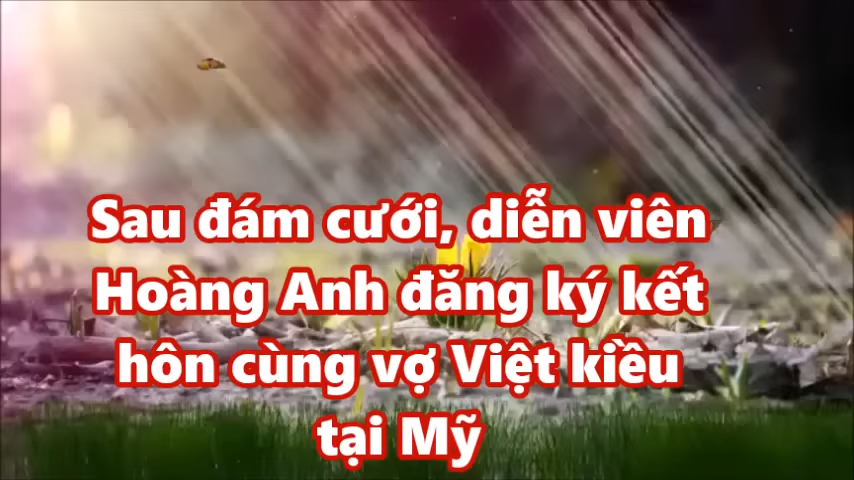 Sau đám cưới, diễn viên
Hoàng Anh đăng ký kết
hôn cùng vợ Việt kiều
tại Mỹ